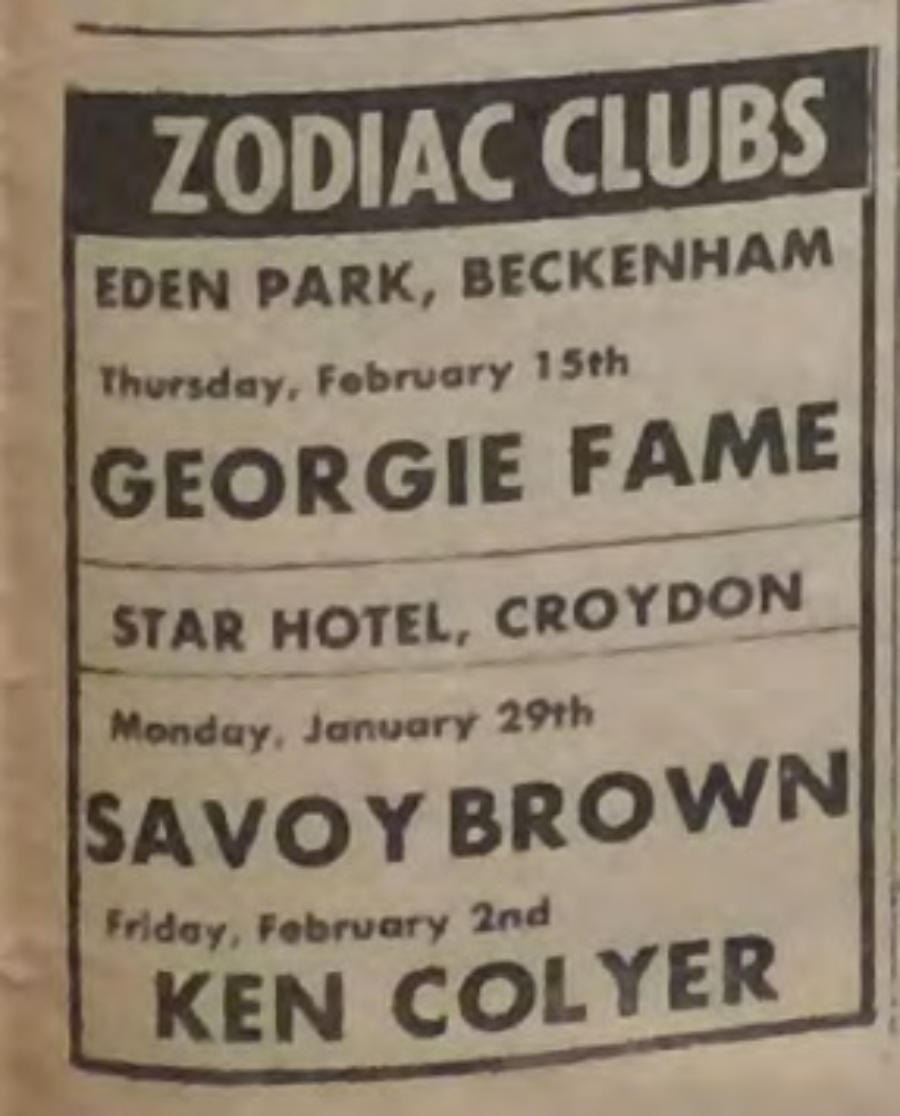 ZODIAC CLUBS
EDEN PARK, BECKENHAM
Thursday, February 15th
GEORGIE FAME
STAR HOTEL, CROYDON
Monday, January 29th
SAVOY BROWN
Friday, February 2nd
KEN COLYER